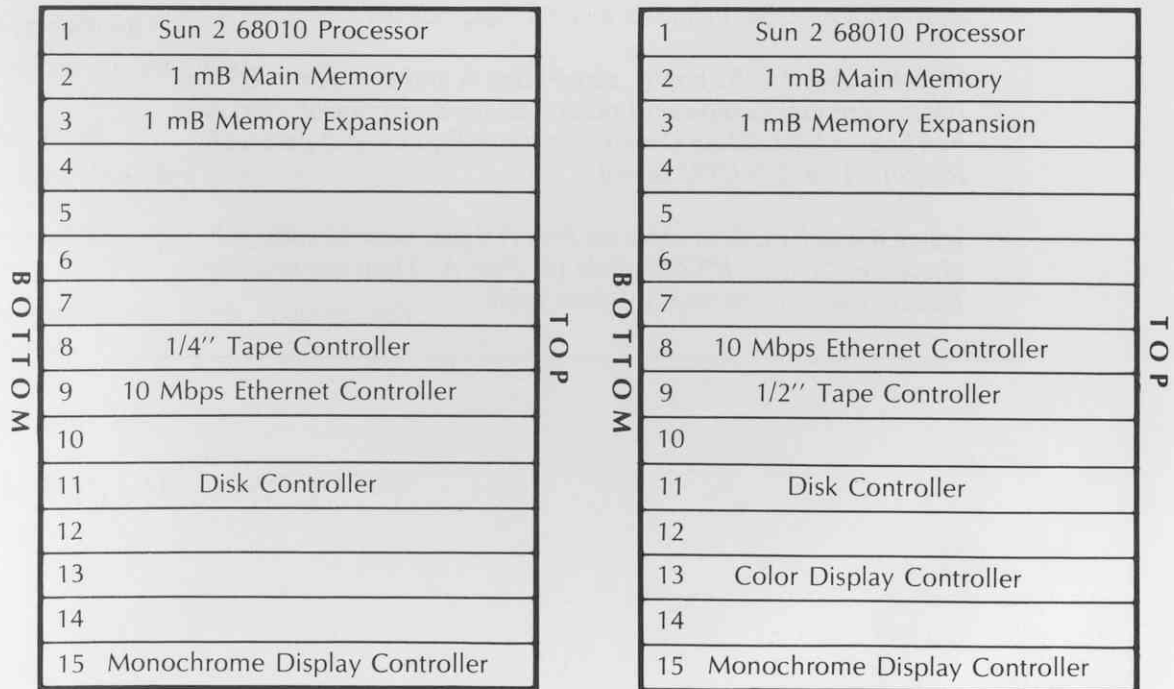 1 Sun 2 68010 Processor
2 1 mB Main Memory
3 1 mB Memory Expansion
4
5
6
7
8 1/4'' Tape Controller
9 10 Mbps Ethernet Controller
10
11 Disk Controller
12
13
14
15 Monochrome Display Controller
BOTTOM
TOP
1 Sun 2 68010 Processor
2 1 mB Main Memory
3 1 mB Memory Expansion
4
5
6
7
8 10 Mbps Ethernet Controller
9 1/2'' Tape Controller
10
11 Disk Controller
12
13 Color Display Controller
14
15 Monochrome Display Controller
BOTTOM
TOP